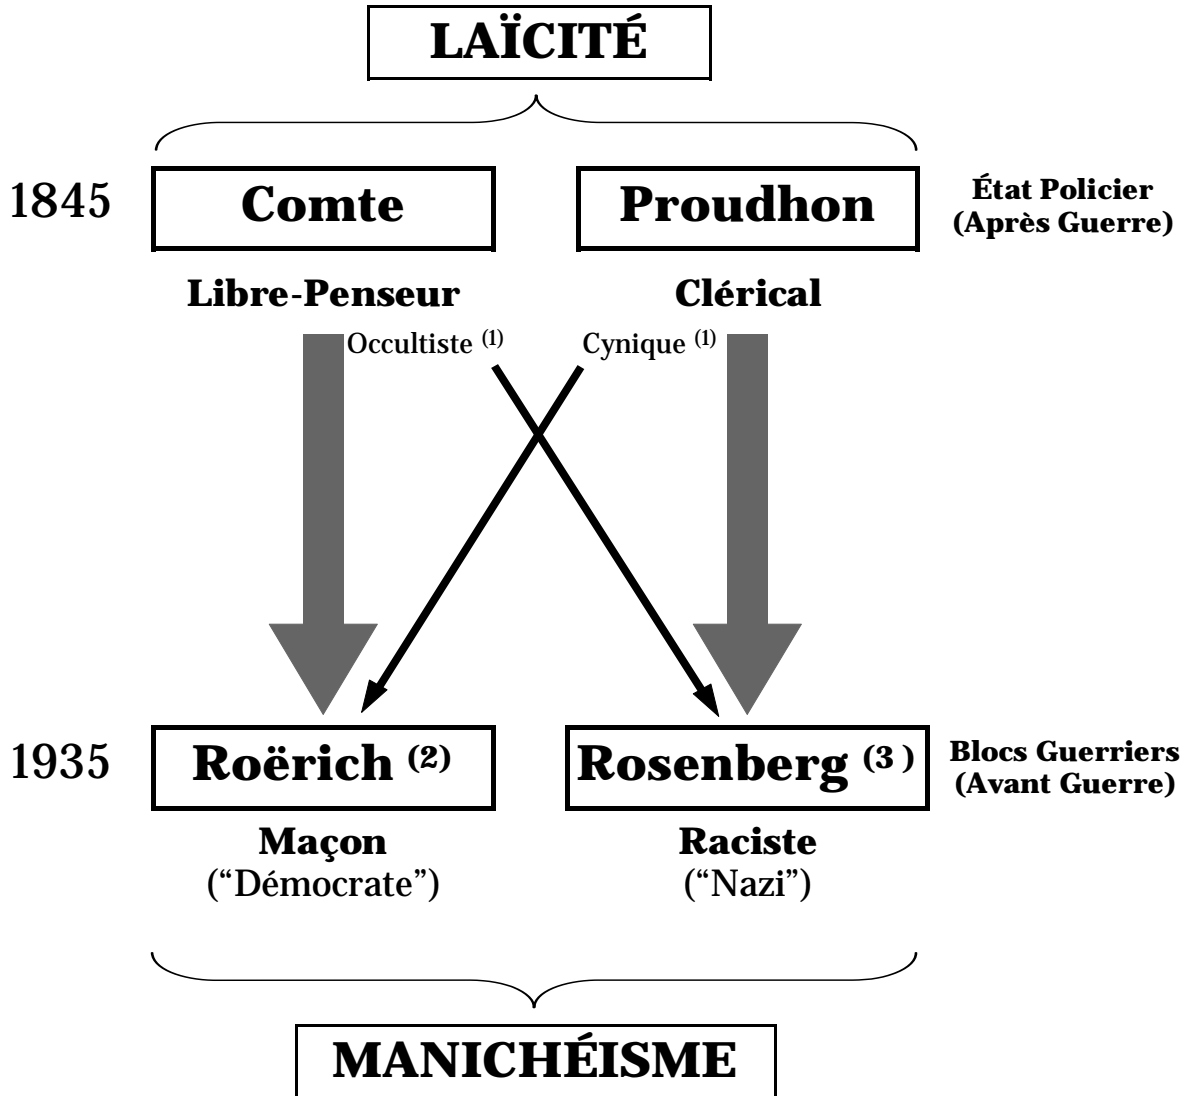 LAÏCITÉ
1845
Comte
Proudhon
État Policier
(Après Guerre)
Libre-Penseur
Clérical
Occultiste (1)
Cynique (1)
1935
Roërich (2)
Rosenberg (3 )
Blocs Guerriers
(Avant Guerre)
Maçon
(“Démocrate”)
Raciste
(“Nazi”)
MANICHÉISME